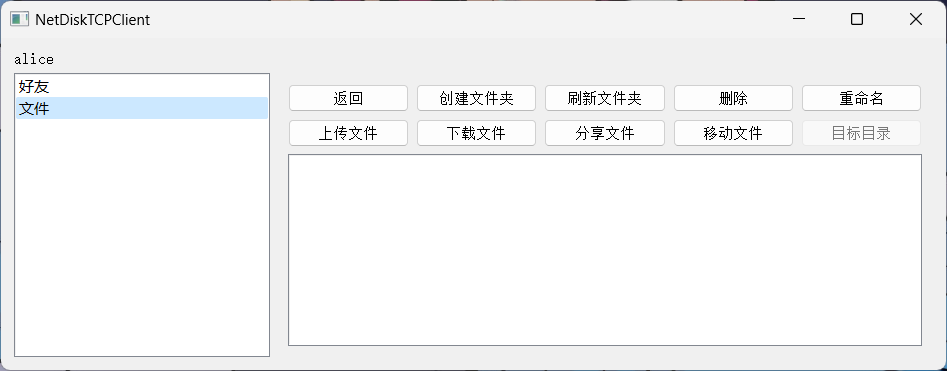 NetDiskTCPClient
alice
好友
文件
返回 创建文件夹 刷新文件夹 删除 重命名
上传文件 下载文件 分享文件 移动文件 目标目录